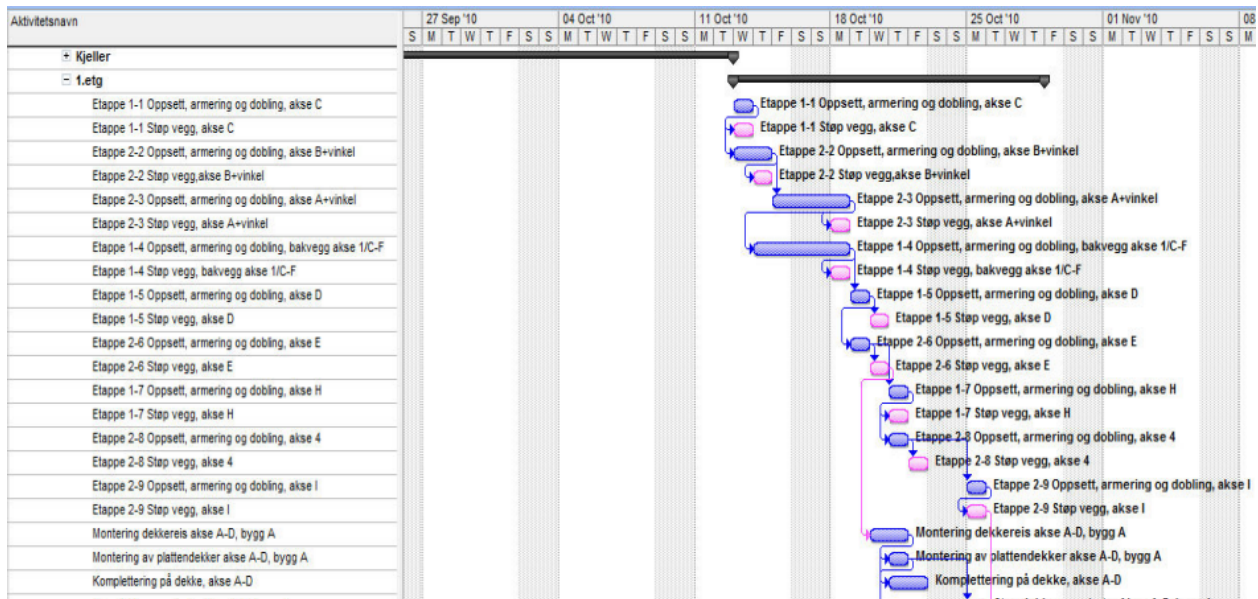 Aktivitetsnavn
27 Sep '10 04 Oct '10 11 Oct '10 18 Oct '10 25 Oct '10 01 Nov '10 08
S M T W T F S S M T W T F S S M T W T F S S M T W T F S S M T W T F S S M T W T F S S M
+ Kjeller
− 1.etg
Etappe 1-1 Oppsett, armering og dobling, akse C Etappe 1-1 Oppsett, armering og dobling, akse C
Etappe 1-1 Støp vegg, akse C Etappe 1-1 Støp vegg, akse C
Etappe 2-2 Oppsett, armering og dobling, akse B+vinkel Etappe 2-2 Oppsett, armering og dobling, akse B+vinkel
Etappe 2-2 Støp vegg,akse B+vinkel Etappe 2-2 Støp vegg,akse B+vinkel
Etappe 2-3 Oppsett, armering og dobling, akse A+vinkel Etappe 2-3 Oppsett, armering og dobling, akse A+vinkel
Etappe 2-3 Støp vegg, akse A+vinkel Etappe 2-3 Støp vegg, akse A+vinkel
Etappe 1-4 Oppsett, armering og dobling, bakvegg akse 1/C-F Etappe 1-4 Oppsett, armering og dobling, bakvegg akse 1/C-F
Etappe 1-4 Støp vegg, bakvegg akse 1/C-F Etappe 1-4 Støp vegg, bakvegg akse 1/C-F
Etappe 1-5 Oppsett, armering og dobling, akse D Etappe 1-5 Oppsett, armering og dobling, akse D
Etappe 1-5 Støp vegg, akse D Etappe 1-5 Støp vegg, akse D
Etappe 2-6 Oppsett, armering og dobling, akse E Etappe 2-6 Oppsett, armering og dobling, akse E
Etappe 2-6 Støp vegg, akse E Etappe 2-6 Støp vegg, akse E
Etappe 1-7 Oppsett, armering og dobling, akse H Etappe 1-7 Oppsett, armering og dobling, akse H
Etappe 1-7 Støp vegg, akse H Etappe 1-7 Støp vegg, akse H
Etappe 2-8 Oppsett, armering og dobling, akse 4 Etappe 2-8 Oppsett, armering og dobling, akse 4
Etappe 2-8 Støp vegg, akse 4 Etappe 2-8 Støp vegg, akse 4
Etappe 2-9 Oppsett, armering og dobling, akse I Etappe 2-9 Oppsett, armering og dobling, akse I
Etappe 2-9 Støp vegg, akse I Etappe 2-9 Støp vegg, akse I
Montering dekkereis akse A-D, bygg A Montering dekkereis akse A-D, bygg A
Montering av plattendekker akse A-D, bygg A Montering av plattendekker akse A-D, bygg A
Komplettering på dekke, akse A-D Komplettering på dekke, akse A-D